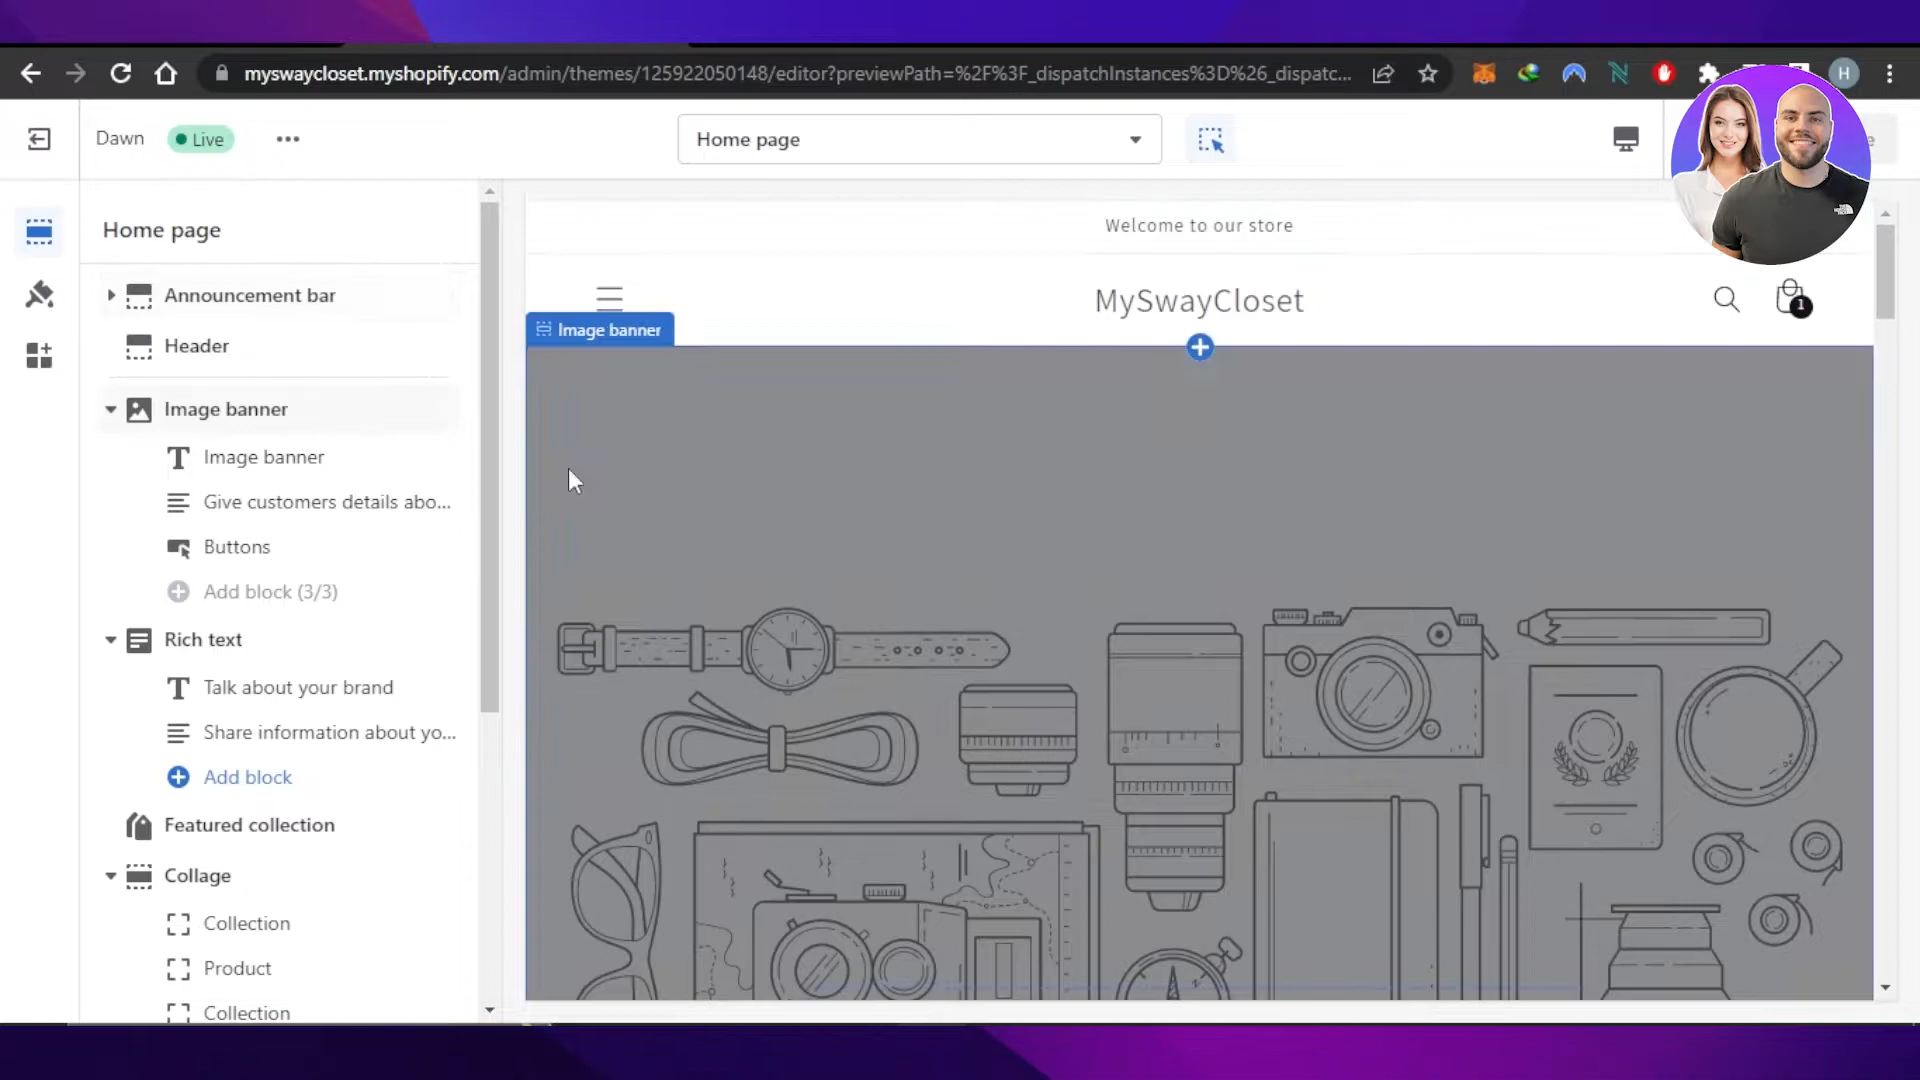 myswaycloset.myshopify.com/admin/themes/125922050148/editor?previewPath=%2F%3F_dispatchInstances%3D%26_dispatc...
H
Dawn
Live
Home page
Home page
Announcement bar
Header
Image banner
Image banner
Give customers details abo...
Buttons
Add block (3/3)
Rich text
Talk about your brand
Share information about yo...
Add block
Featured collection
Collage
Collection
Product
Collection
Welcome to our store
MySwayCloset
1
Image banner